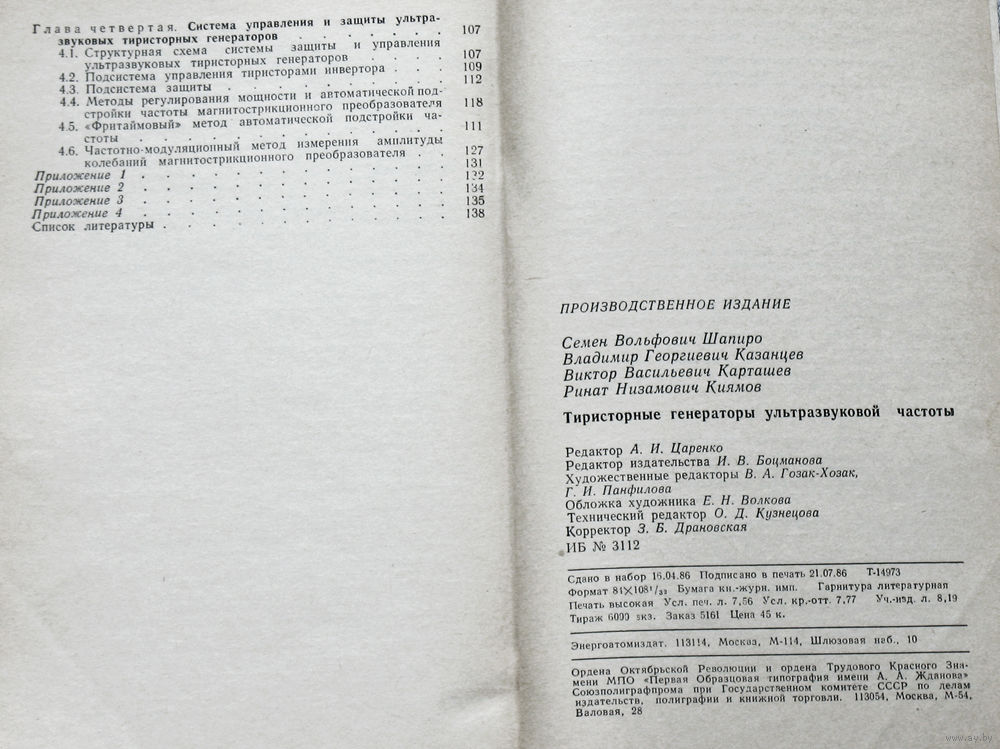 Глава четвертая. Система управления и защиты ультра-
звуковых тиристорных генераторов . . . . . . . 107
4.1. Структурная схема системы защиты и управления
ультразвуковых тиристорных генераторов . . . . 107
4.2. Подсистема управления тиристорами инвертора . . . 109
4.3. Подсистема защиты . . . . . . . . . . 112
4.4. Методы регулирования мощности и автоматической под-
стройки частоты магнитострикционного преобразователя 118
4.5. «Фритаймовый» метод автоматической подстройки ча-
стоты . . . . . . . . . . . . . 111
4.6. Частотно-модуляционный метод измерения амплитуды
колебаний магнитострикционного преобразователя . . 127
Приложение 1 . . . . . . . . . . . . 131
Приложение 2 . . . . . . . . . . . . 132
Приложение 3 . . . . . . . . . . . . 134
Приложение 4 . . . . . . . . . . . . 135
Список литературы . . . . . . . . . . . 138
ПРОИЗВОДСТВЕННОЕ ИЗДАНИЕ
Семен Вольфович Шапиро
Владимир Георгиевич Казанцев
Виктор Васильевич Карташев
Ринат Низамович Киямов
Тиристорные генераторы ультразвуковой частоты
Редактор А. И. Царенко
Редактор издательства И. В. Боцманова
Художественные редакторы В. А. Гозак-Хозак,
Г. И. Панфилова
Обложка художника Е. Н. Волкова
Технический редактор О. Д. Кузнецова
Корректор З. Б. Драновская
ИБ № 3112
Сдано в набор 16.04.86 Подписано в печать 21.07.86 Т-14973
Формат 84×108¹/₃₂ Бумага кн.-журн. имп. Гарнитура литературная
Печать высокая Усл. печ. л. 7,56 Усл. кр.-отт. 7,77 Уч.-изд. л. 8,19
Тираж 6000 экз. Заказ 5161 Цена 45 к.
Энергоатомиздат. 113114, Москва, М-114, Шлюзовая наб., 10
Ордена Октябрьской Революции и ордена Трудового Красного Зна-
мени МПО «Первая Образцовая типография имени А. А. Жданова»
Союзполиграфпрома при Государственном комитете СССР по делам
издательств, полиграфии и книжной торговли. 113054, Москва, М-54,
Валовая, 28
www.ay.by